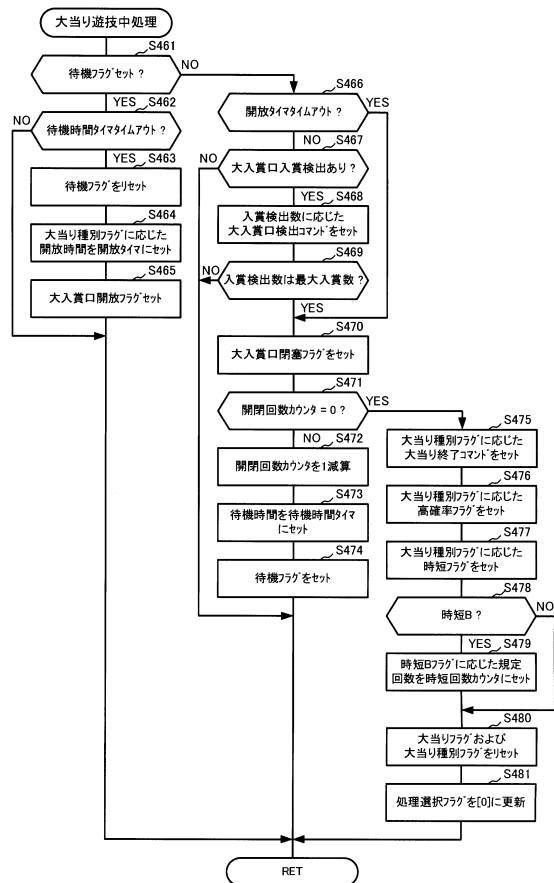 大当り遊技中処理
S461
待機フラグセット ?
NO
YES
S462
NO
待機時間タイマタイムアウト ?
YES
S463
待機フラグをリセット
S464
大当り種別フラグに応じた
開放時間を開放タイマにセット
S465
大入賞口開放フラグセット
S466
開放タイマタイムアウト ?
YES
NO
S467
NO
大入賞口入賞検出あり ?
YES
S468
入賞検出数に応じた
大入賞口検出コマンドをセット
S469
NO
入賞検出数は最大入賞数 ?
YES
S470
大入賞口閉塞フラグをセット
S471
YES
開閉回数カウンタ = 0 ?
NO
S472
開閉回数カウンタを1減算
S473
待機時間を待機時間タイマ
にセット
S474
待機フラグをセット
S475
大当り種別フラグに応じた
大当り終了コマンドをセット
S476
大当り種別フラグに応じた
高確率フラグをセット
S477
大当り種別フラグに応じた
時短フラグをセット
S478
時短B ?
NO
YES
S479
時短Bフラグに応じた規定
回数を時短回数カウンタにセット
S480
大当りフラグおよび
大当り種別フラグをリセット
S481
処理選択フラグを[0]に更新
RET